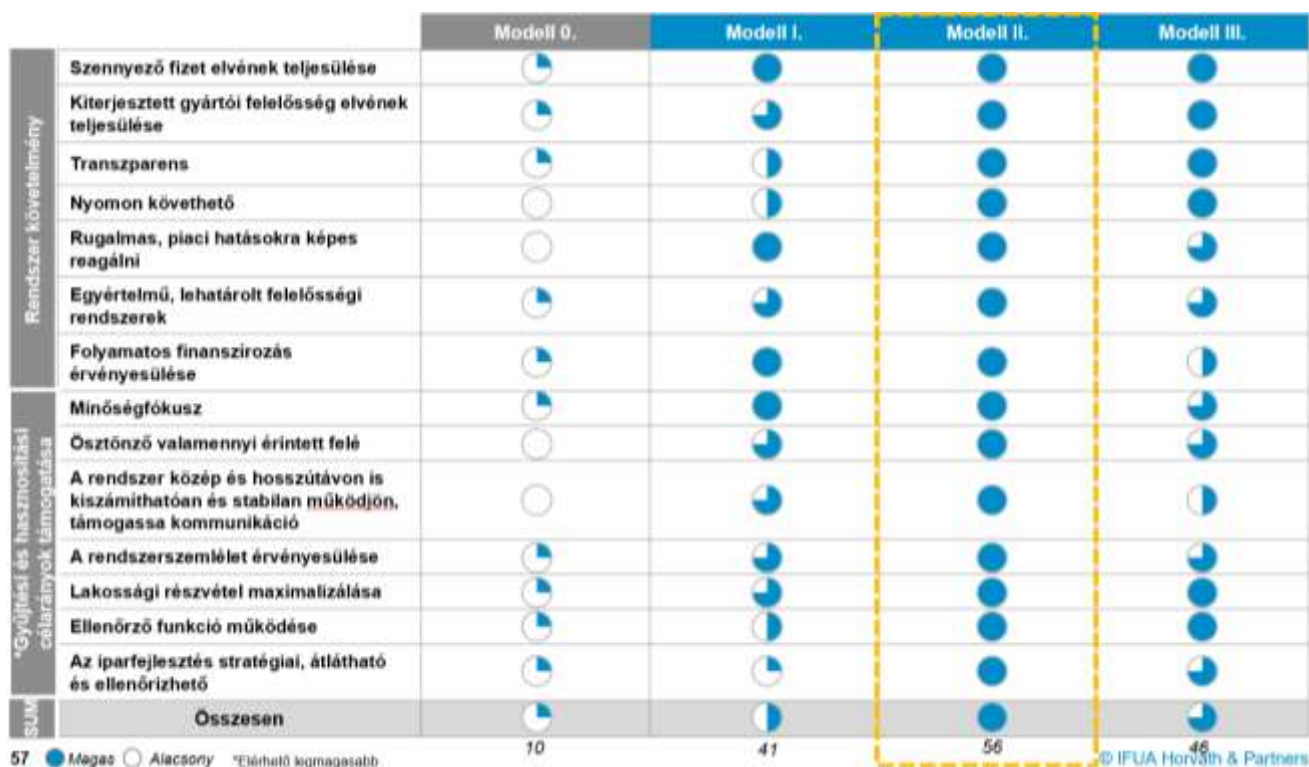 Modell 0. Modell I. Modell II. Modell III.
Rendszer követelmény
Szennyező fizet elvének teljesülése
Kiterjesztett gyártói felelősség elvének
teljesülése
Transzparens
Nyomon követhető
Rugalmas, piaci hatásokra képes
reagálni
Egyértelmű, lehatárolt felelősségi
rendszerek
Folyamatos finanszírozás
érvényesülése
*Gyűjtési és hasznosítási
célarányok támogatása
Minőségfókusz
Ösztönző valamennyi érintett felé
A rendszer közép és hosszútávon is
kiszámíthatóan és stabilan működjön,
támogassa kommunikáció
A rendszerszemlélet érvényesülése
Lakossági részvétel maximalizálása
Ellenőrző funkció működése
Az iparfejlesztés stratégiai, átlátható
és ellenőrizhető
SUM
Összesen
10 41 56 46
57 Magas Alacsony *Elérhető legmagasabb © IFUA Horváth & Partners